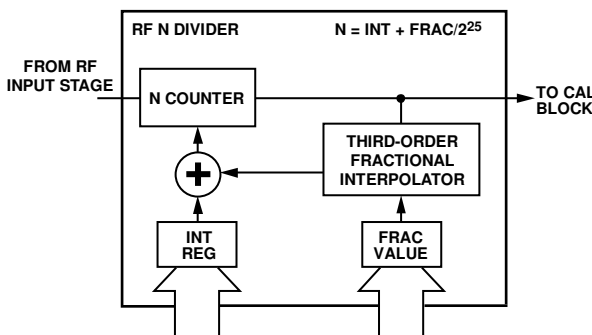 RF N DIVIDER
N = INT + FRAC/2²⁵
FROM RF
INPUT STAGE
N COUNTER
TO CAL
BLOCK
THIRD-ORDER
FRACTIONAL
INTERPOLATOR
+
INT
REG
FRAC
VALUE